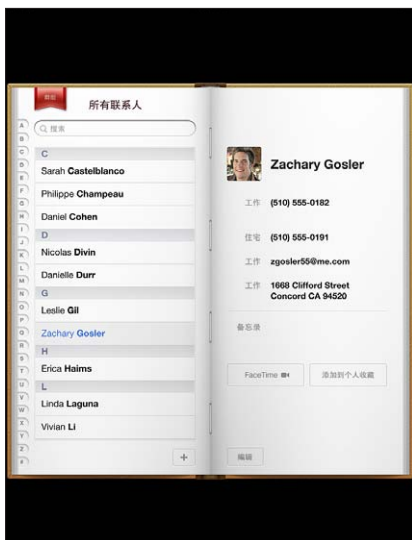 群组
所有联系人
搜索
A
B
C
D
E
F
G
H
I
J
K
L
M
N
O
P
Q
R
S
T
U
V
W
X
Y
Z
#
C
Sarah Castelblanco
Philippe Champeau
Daniel Cohen
D
Nicolas Divin
Danielle Durr
G
Leslie Gil
Zachary Gosler
H
Erica Haims
L
Linda Laguna
Vivian Li
+
Zachary Gosler
工作 (510) 555-0182
住宅 (510) 555-0191
工作 zgosler55@me.com
工作 1668 Clifford Street
Concord CA 94520
备忘录
FaceTime
添加到个人收藏
编辑